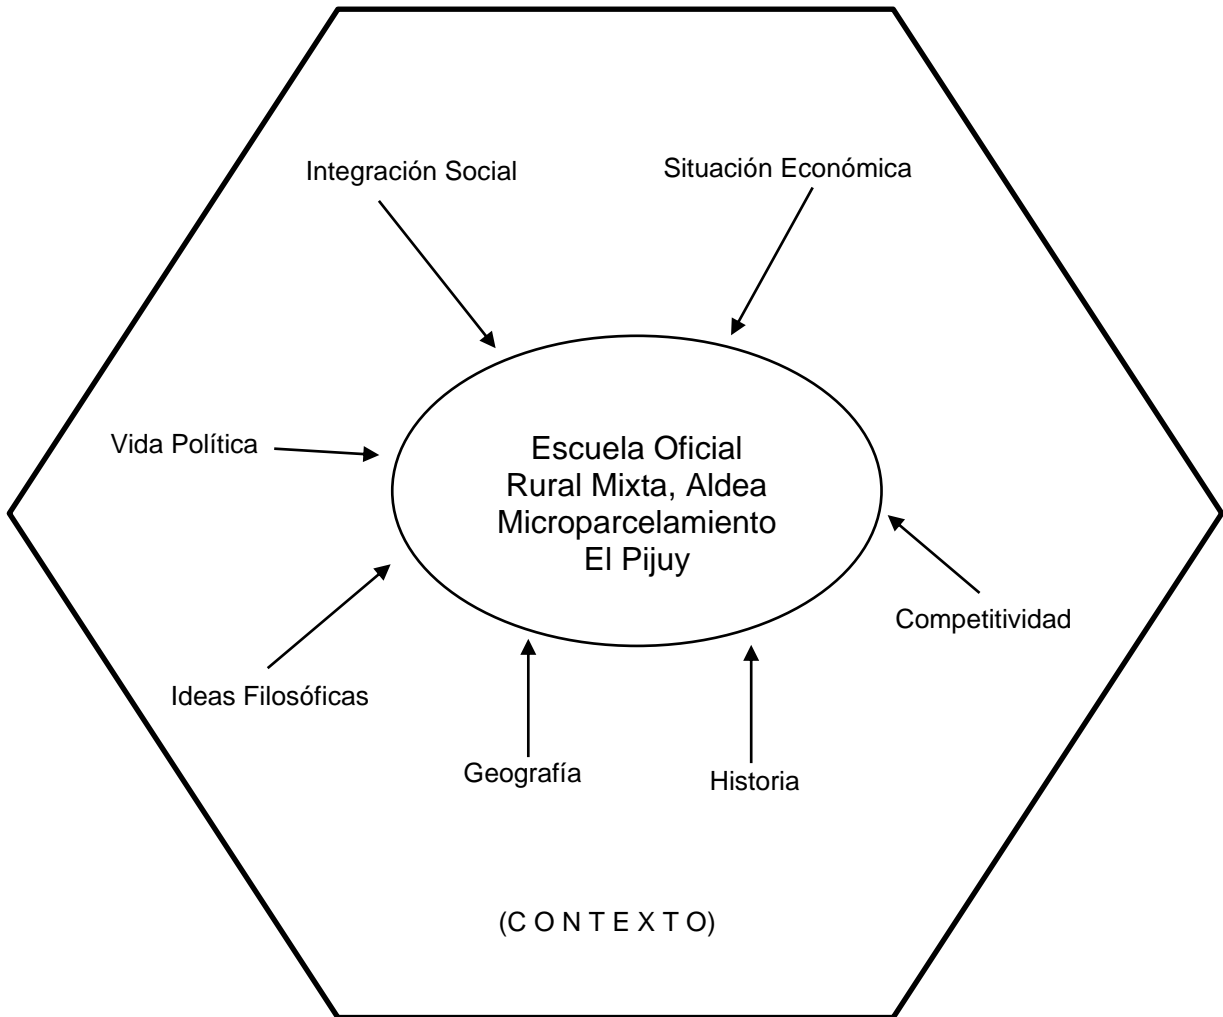 Integración Social
Situación Económica
Vida Política
Escuela Oficial
Rural Mixta, Aldea
Microparcelamiento
El Pijuy
Competitividad
Ideas Filosóficas
Geografía
Historia
(C O N T E X T O)